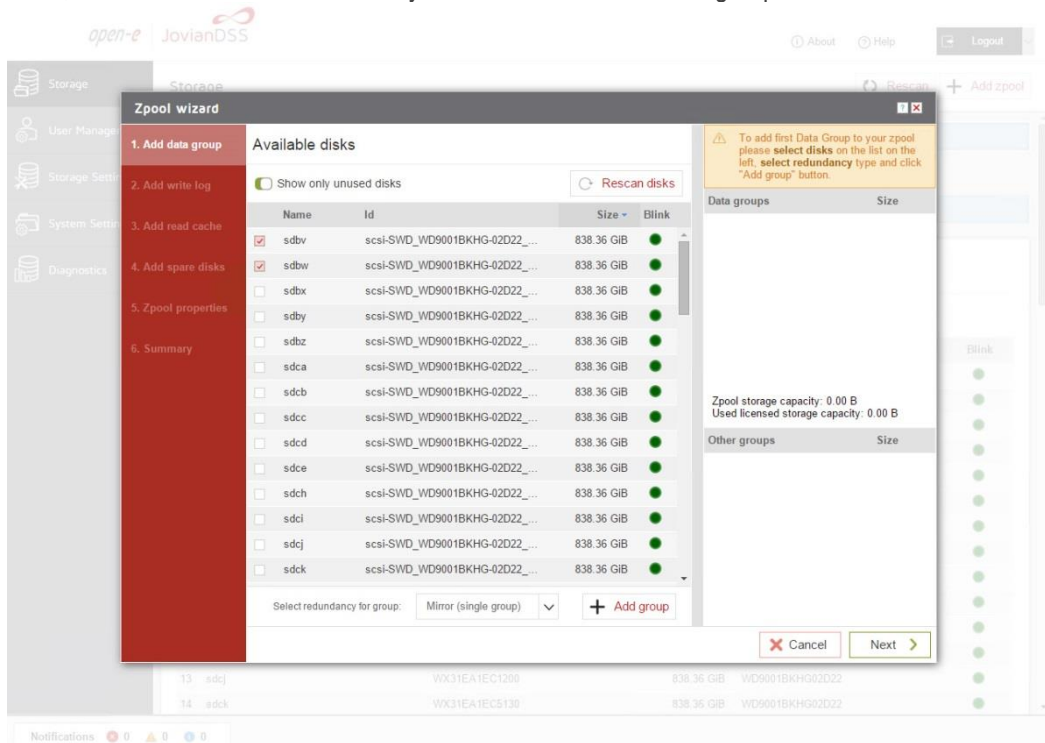 open-e JovianDSS
About Help Logout
Storage
User Manage
Storage Settin
System Settin
Diagnostics
Storage
Rescan Add zpool
Zpool wizard
1. Add data group
2. Add write log
3. Add read cache
4. Add spare disks
5. Zpool properties
6. Summary
Available disks
Show only unused disks Rescan disks
Name Id Size Blink
sdbv scsi-SWD_WD9001BKHG-02D22_... 838.36 GiB
sdbw scsi-SWD_WD9001BKHG-02D22_... 838.36 GiB
sdbx scsi-SWD_WD9001BKHG-02D22_... 838.36 GiB
sdby scsi-SWD_WD9001BKHG-02D22_... 838.36 GiB
sdbz scsi-SWD_WD9001BKHG-02D22_... 838.36 GiB
sdca scsi-SWD_WD9001BKHG-02D22_... 838.36 GiB
sdcb scsi-SWD_WD9001BKHG-02D22_... 838.36 GiB
sdcc scsi-SWD_WD9001BKHG-02D22_... 838.36 GiB
sdcd scsi-SWD_WD9001BKHG-02D22_... 838.36 GiB
sdce scsi-SWD_WD9001BKHG-02D22_... 838.36 GiB
sdch scsi-SWD_WD9001BKHG-02D22_... 838.36 GiB
sdci scsi-SWD_WD9001BKHG-02D22_... 838.36 GiB
sdcj scsi-SWD_WD9001BKHG-02D22_... 838.36 GiB
sdck scsi-SWD_WD9001BKHG-02D22_... 838.36 GiB
Select redundancy for group: Mirror (single group) + Add group
To add first Data Group to your zpool
please select disks on the list on the
left, select redundancy type and click
"Add group" button.
Data groups Size
Zpool storage capacity: 0.00 B
Used licensed storage capacity: 0.00 B
Other groups Size
Cancel Next
Blink
13 sdcj WX31EA1EC1200 838.36 GiB WD9001BKHG02D22
14 sdck WX31EA1EC5130 838.36 GiB WD9001BKHG02D22
Notifications 0 0 0